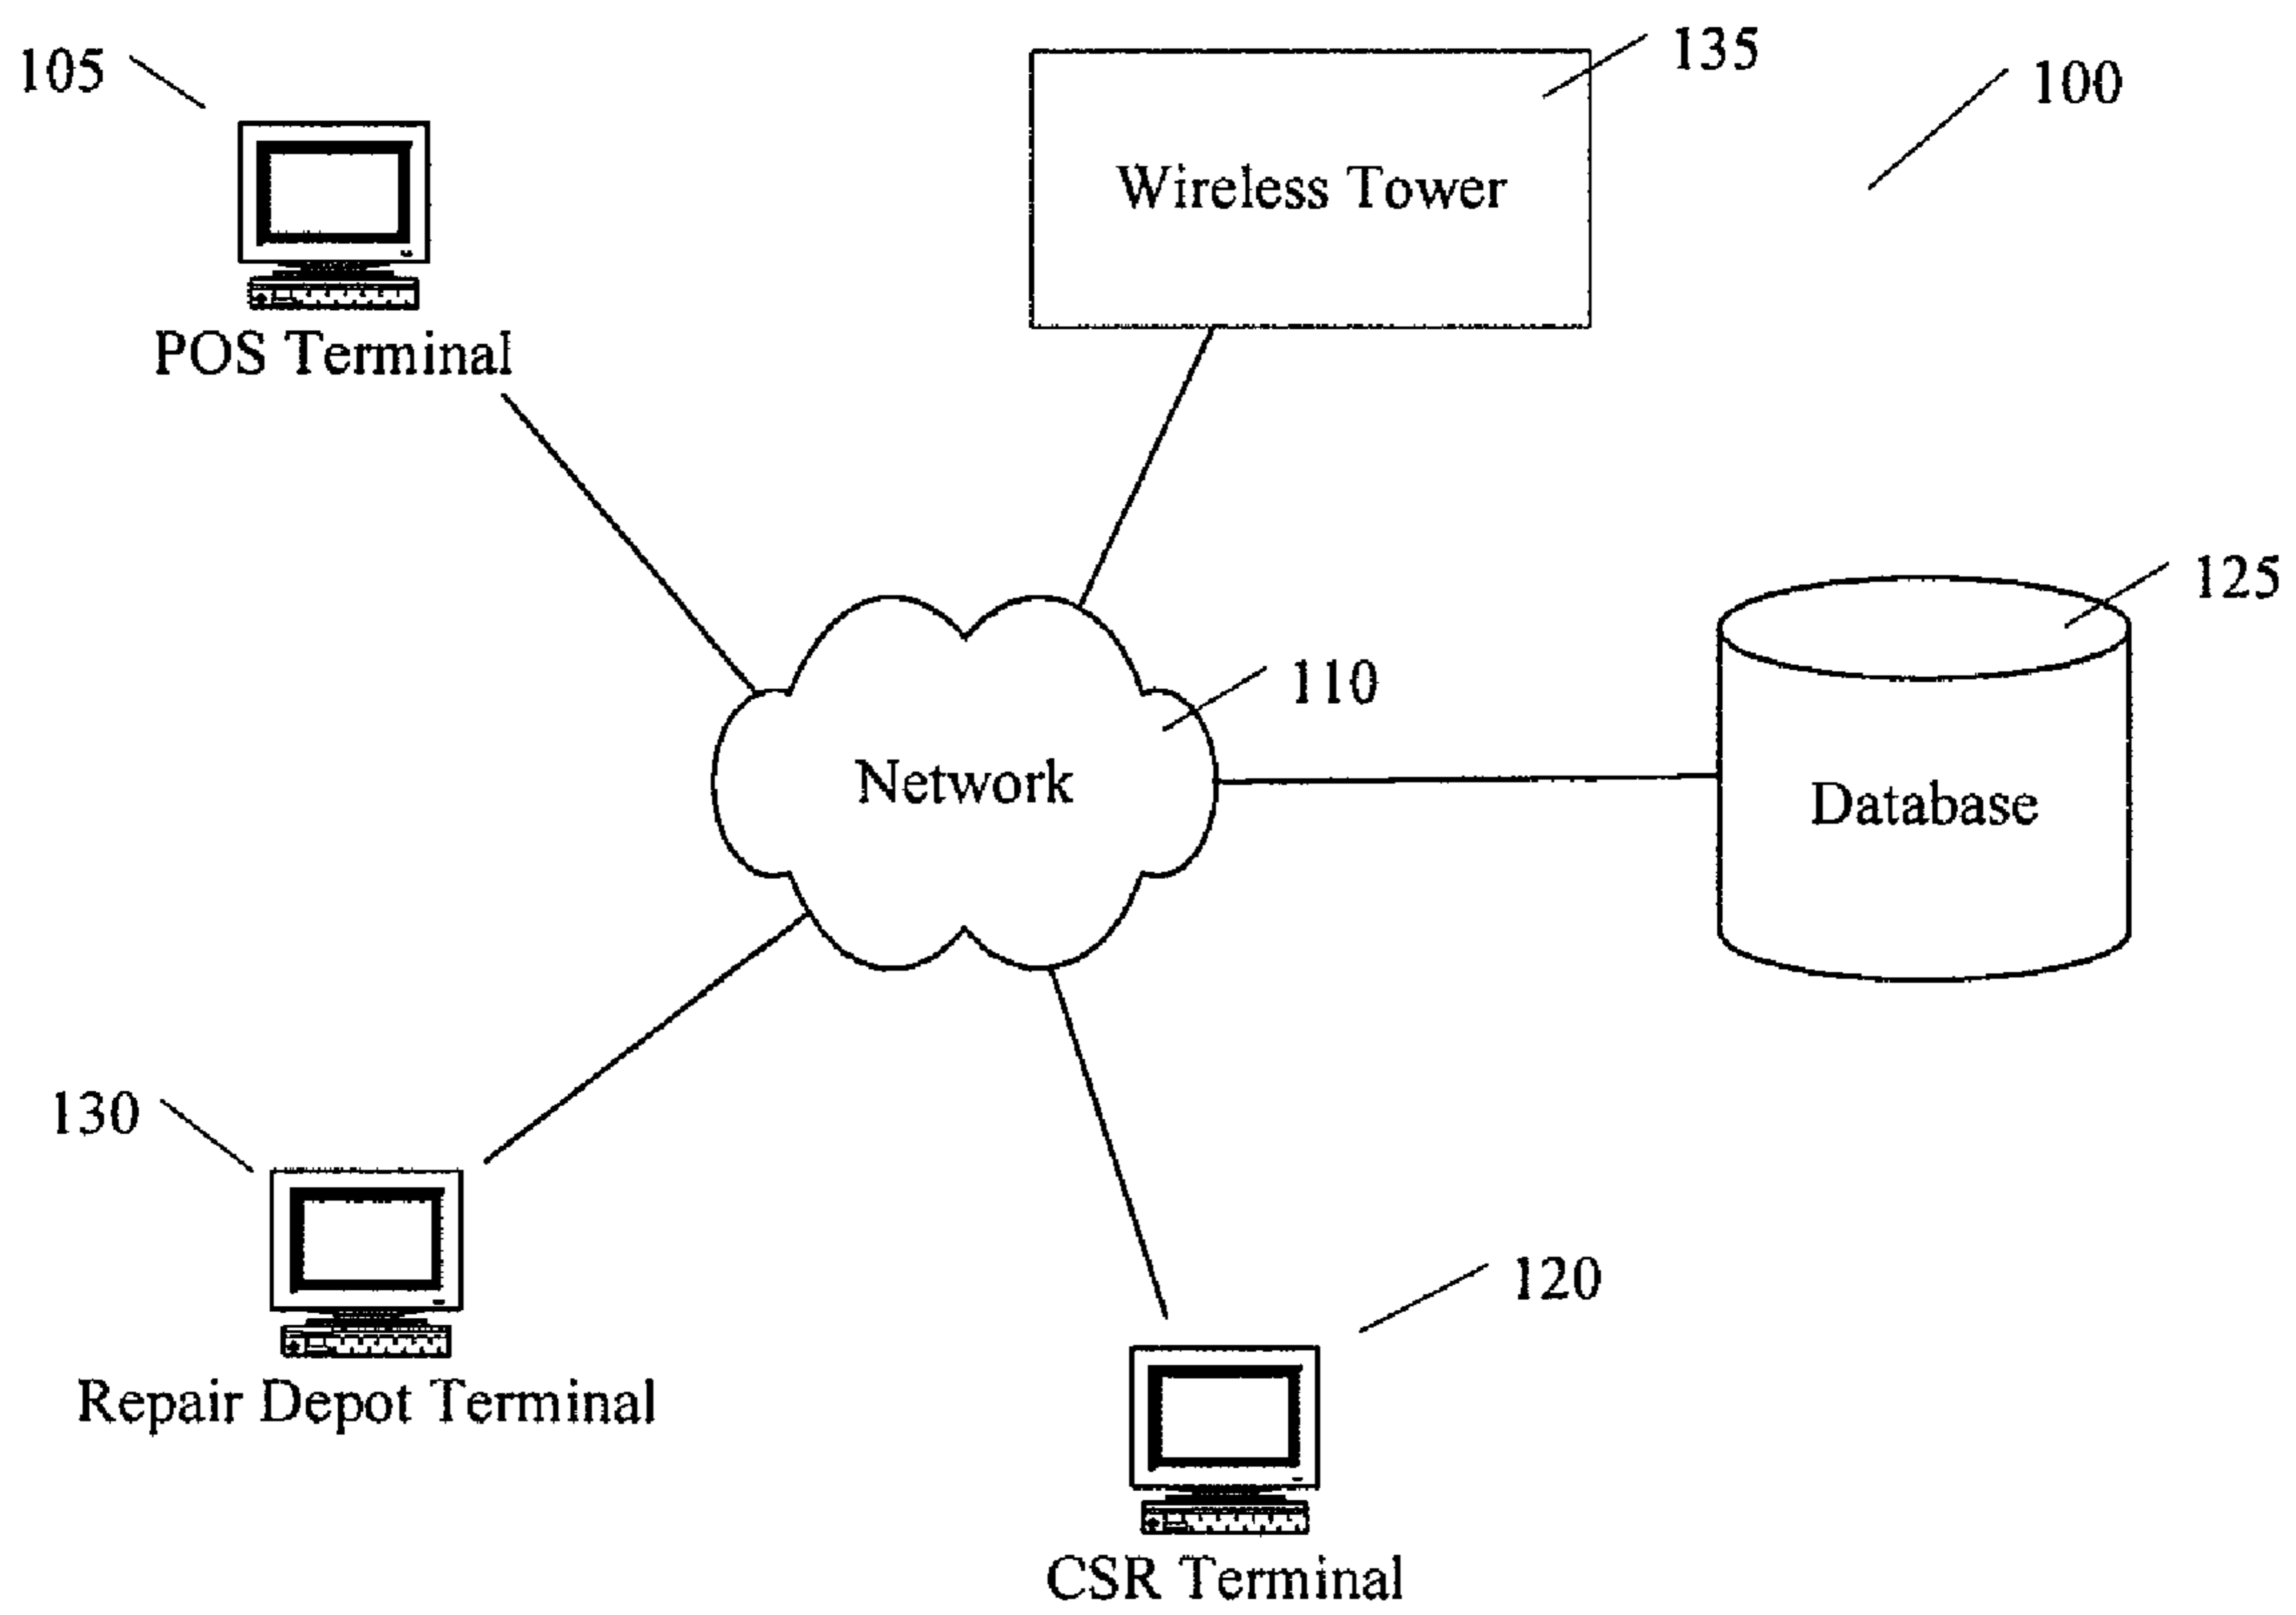 105
135
100
Wireless Tower
POS Terminal
125
110
Network
Database
130
120
Repair Depot Terminal
CSR Terminal